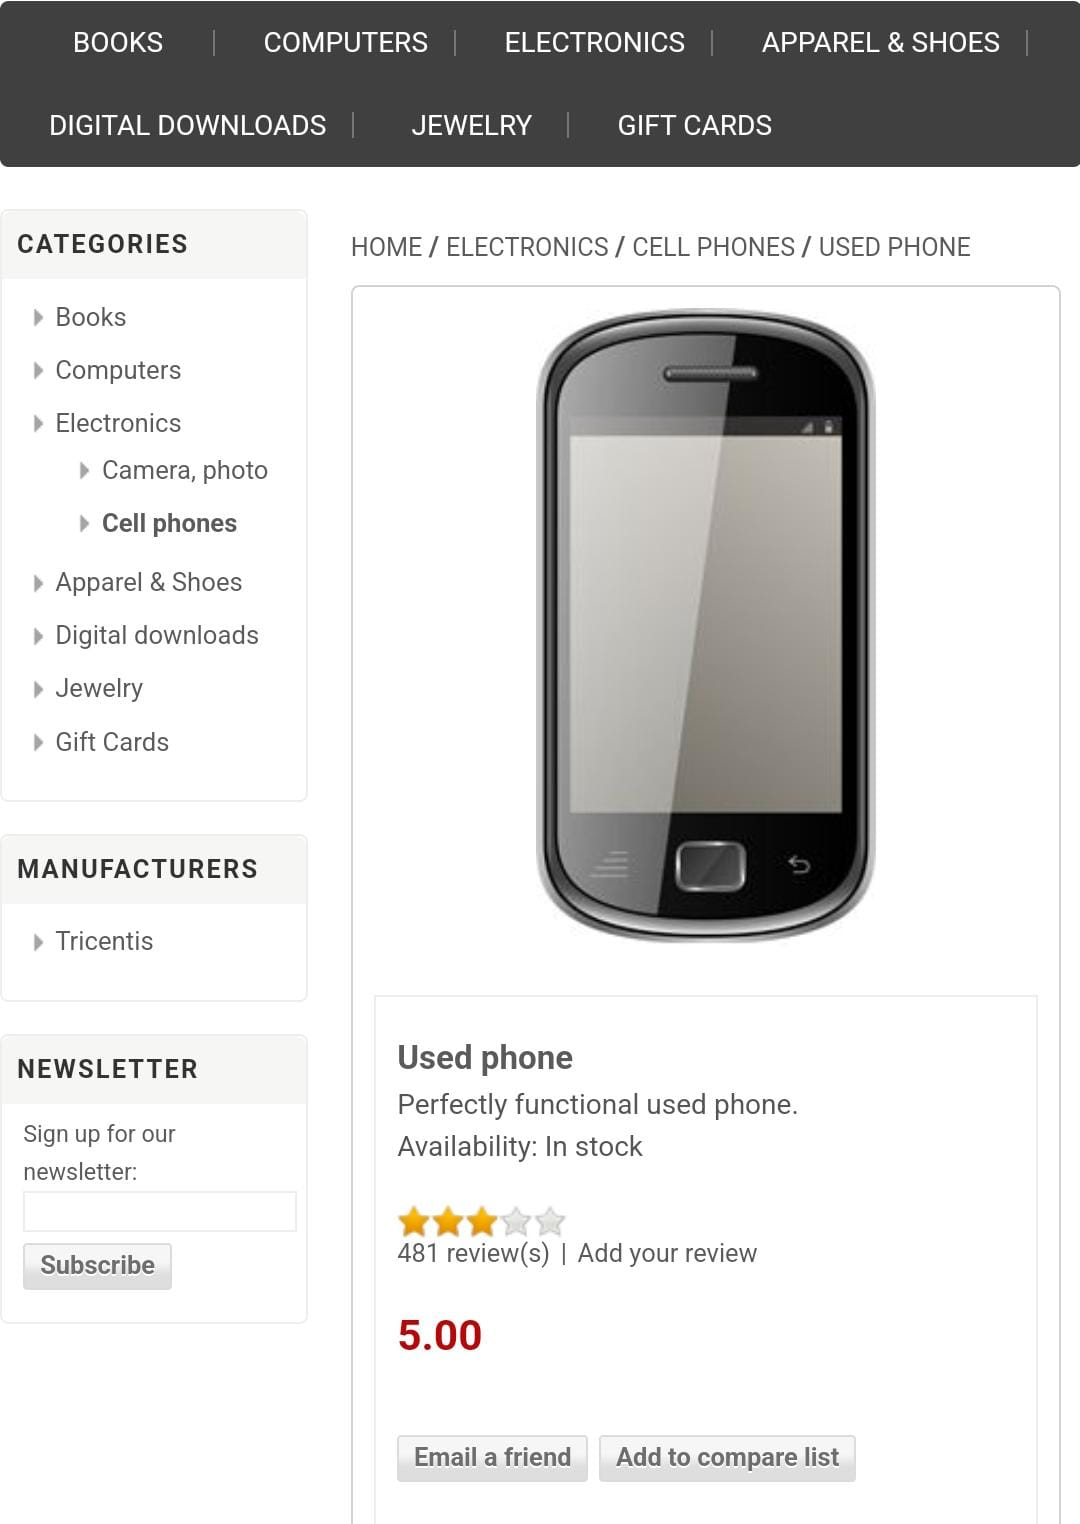 BOOKS
COMPUTERS
ELECTRONICS
APPAREL & SHOES
DIGITAL DOWNLOADS
JEWELRY
GIFT CARDS
CATEGORIES
Books
Computers
Electronics
Camera, photo
Cell phones
Apparel & Shoes
Digital downloads
Jewelry
Gift Cards
MANUFACTURERS
Tricentis
NEWSLETTER
Sign up for our
newsletter:
Subscribe
HOME / ELECTRONICS / CELL PHONES / USED PHONE
Used phone
Perfectly functional used phone.
Availability: In stock
481 review(s) | Add your review
5.00
Email a friend
Add to compare list